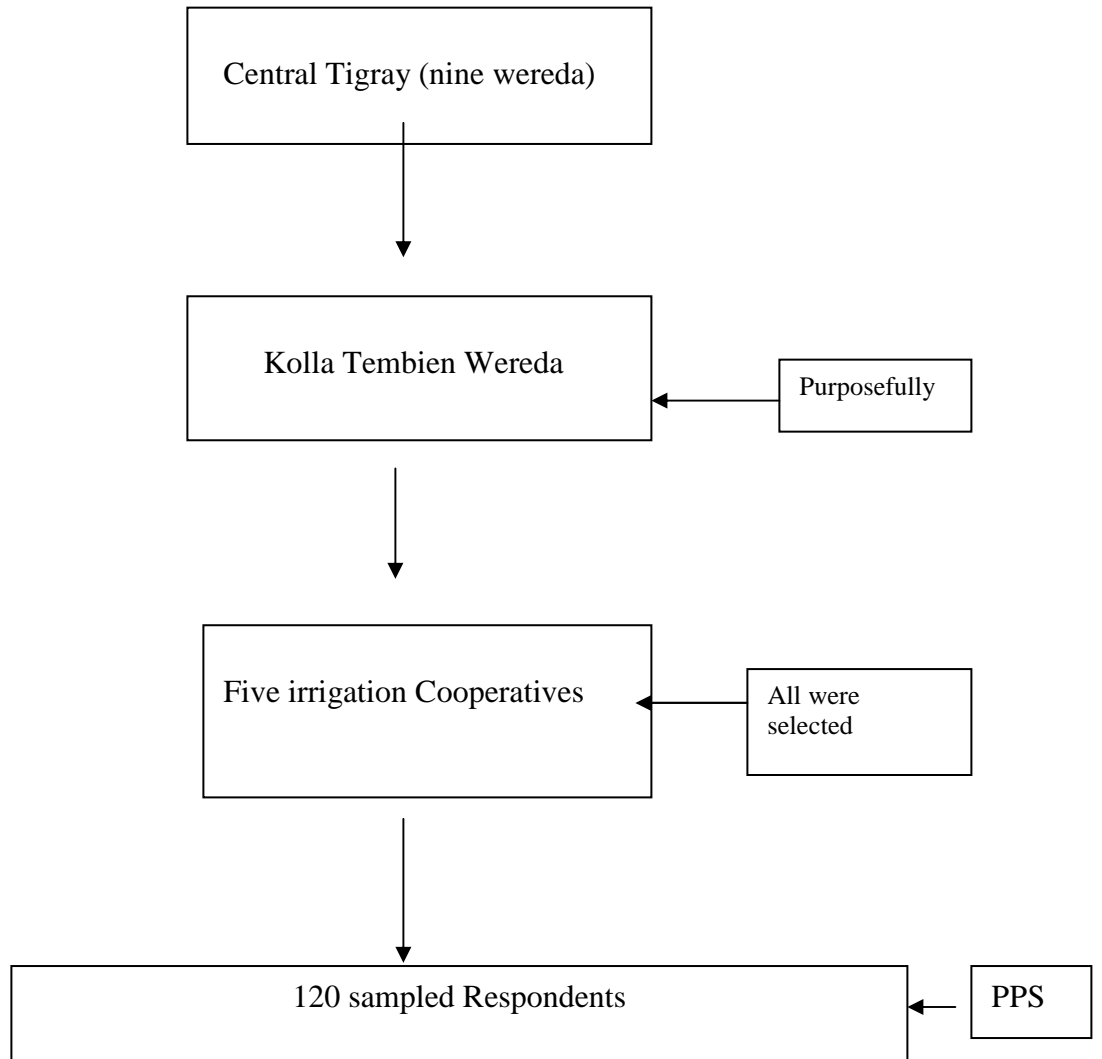 Central Tigray (nine wereda)
Kolla Tembien Wereda
Purposefully
Five irrigation Cooperatives
All were
selected
120 sampled Respondents
PPS